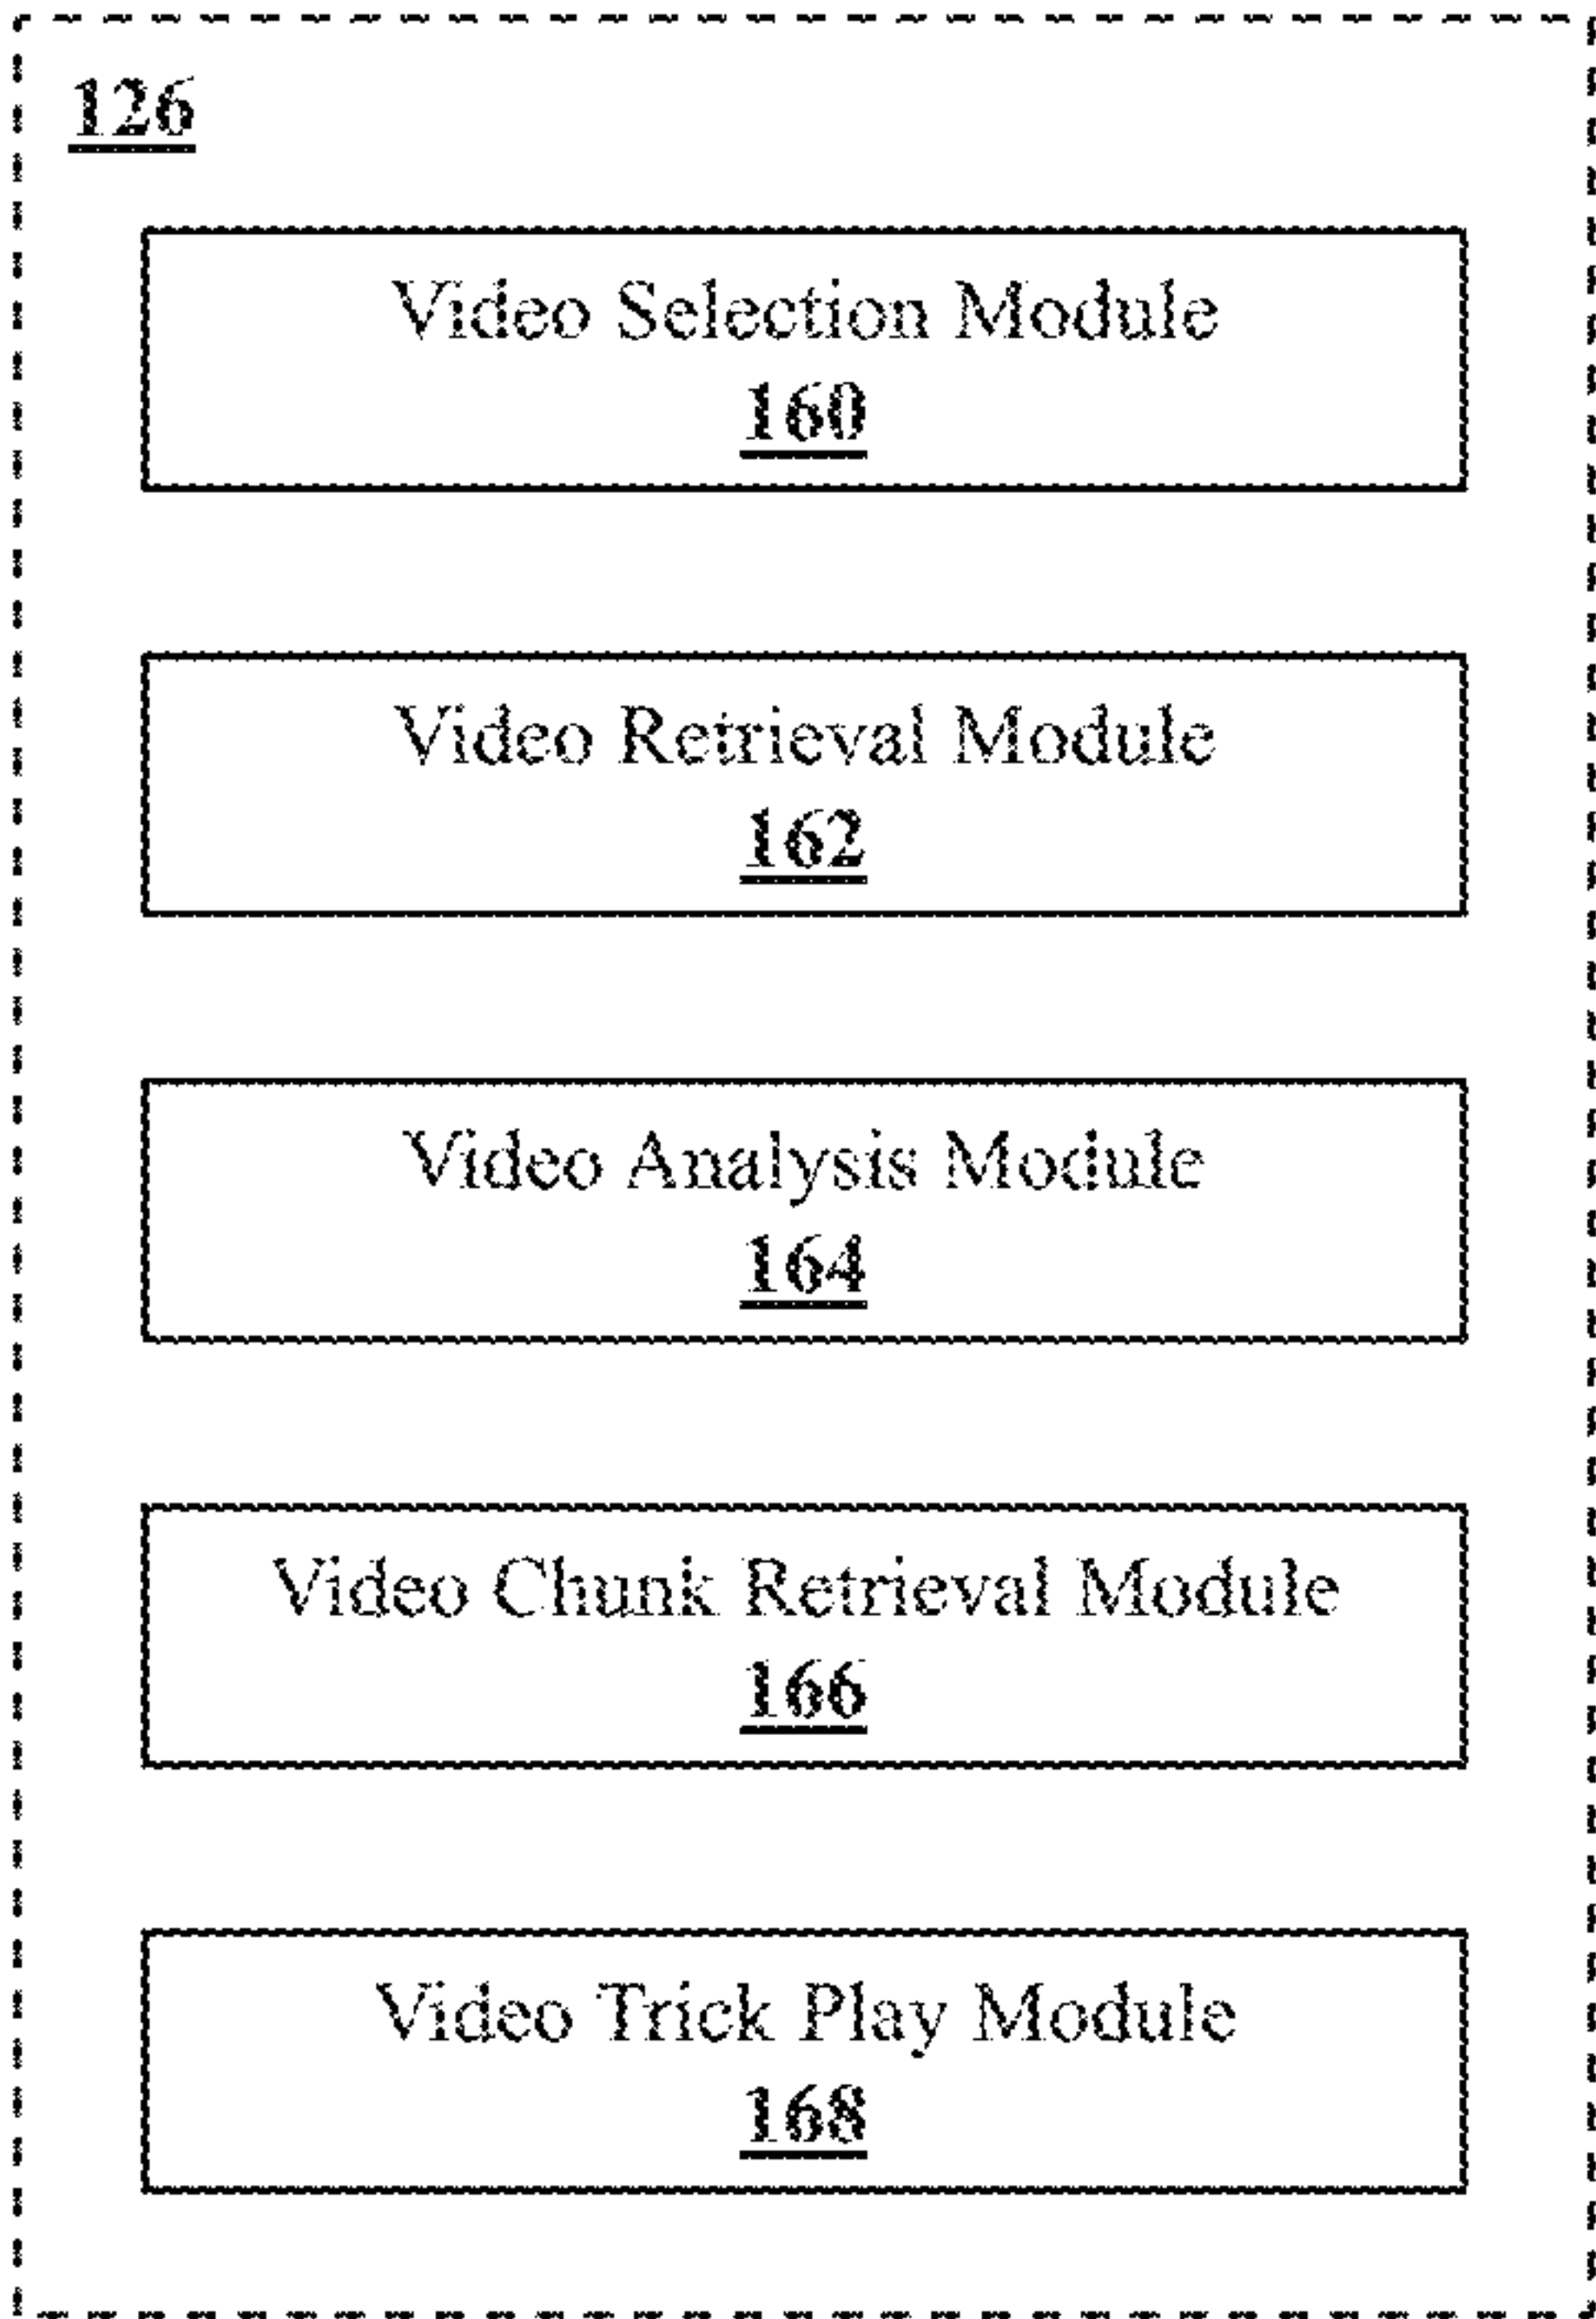 126
Video Selection Module
160
Video Retrieval Module
162
Video Analysis Module
164
Video Chunk Retrieval Module
166
Video Trick Play Module
168